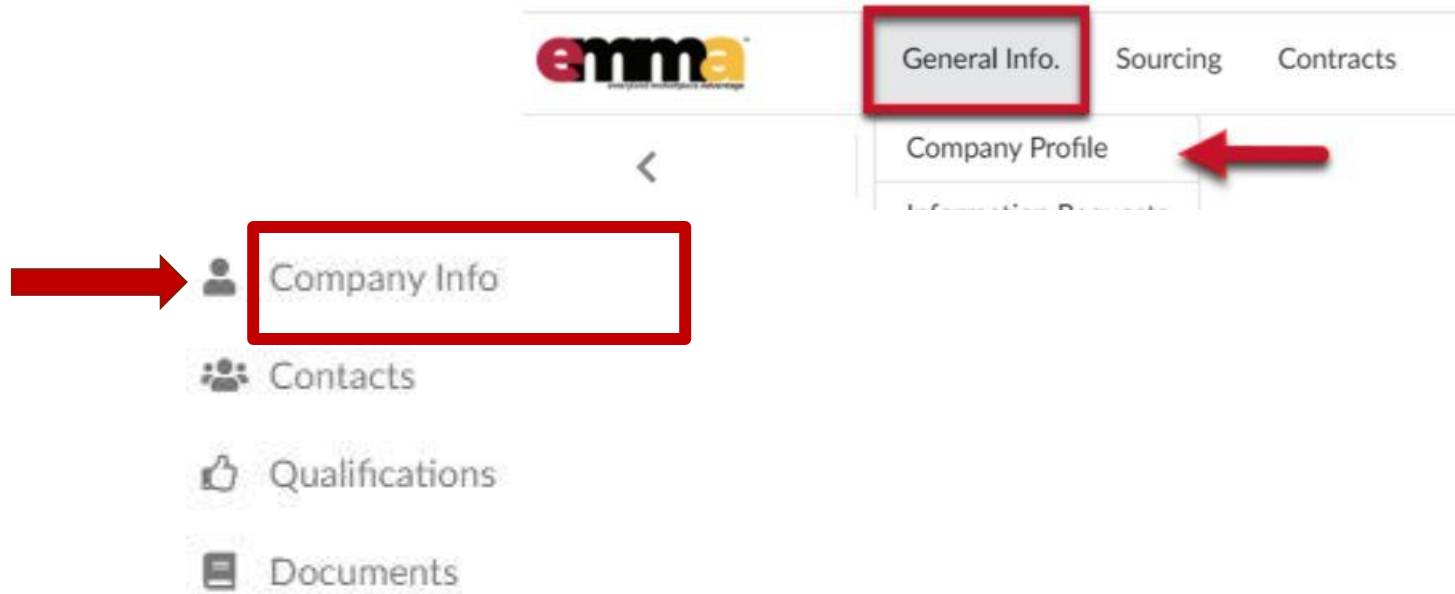 emma
General Info. Sourcing Contracts
Company Profile
Company Info
Contacts
Qualifications
Documents